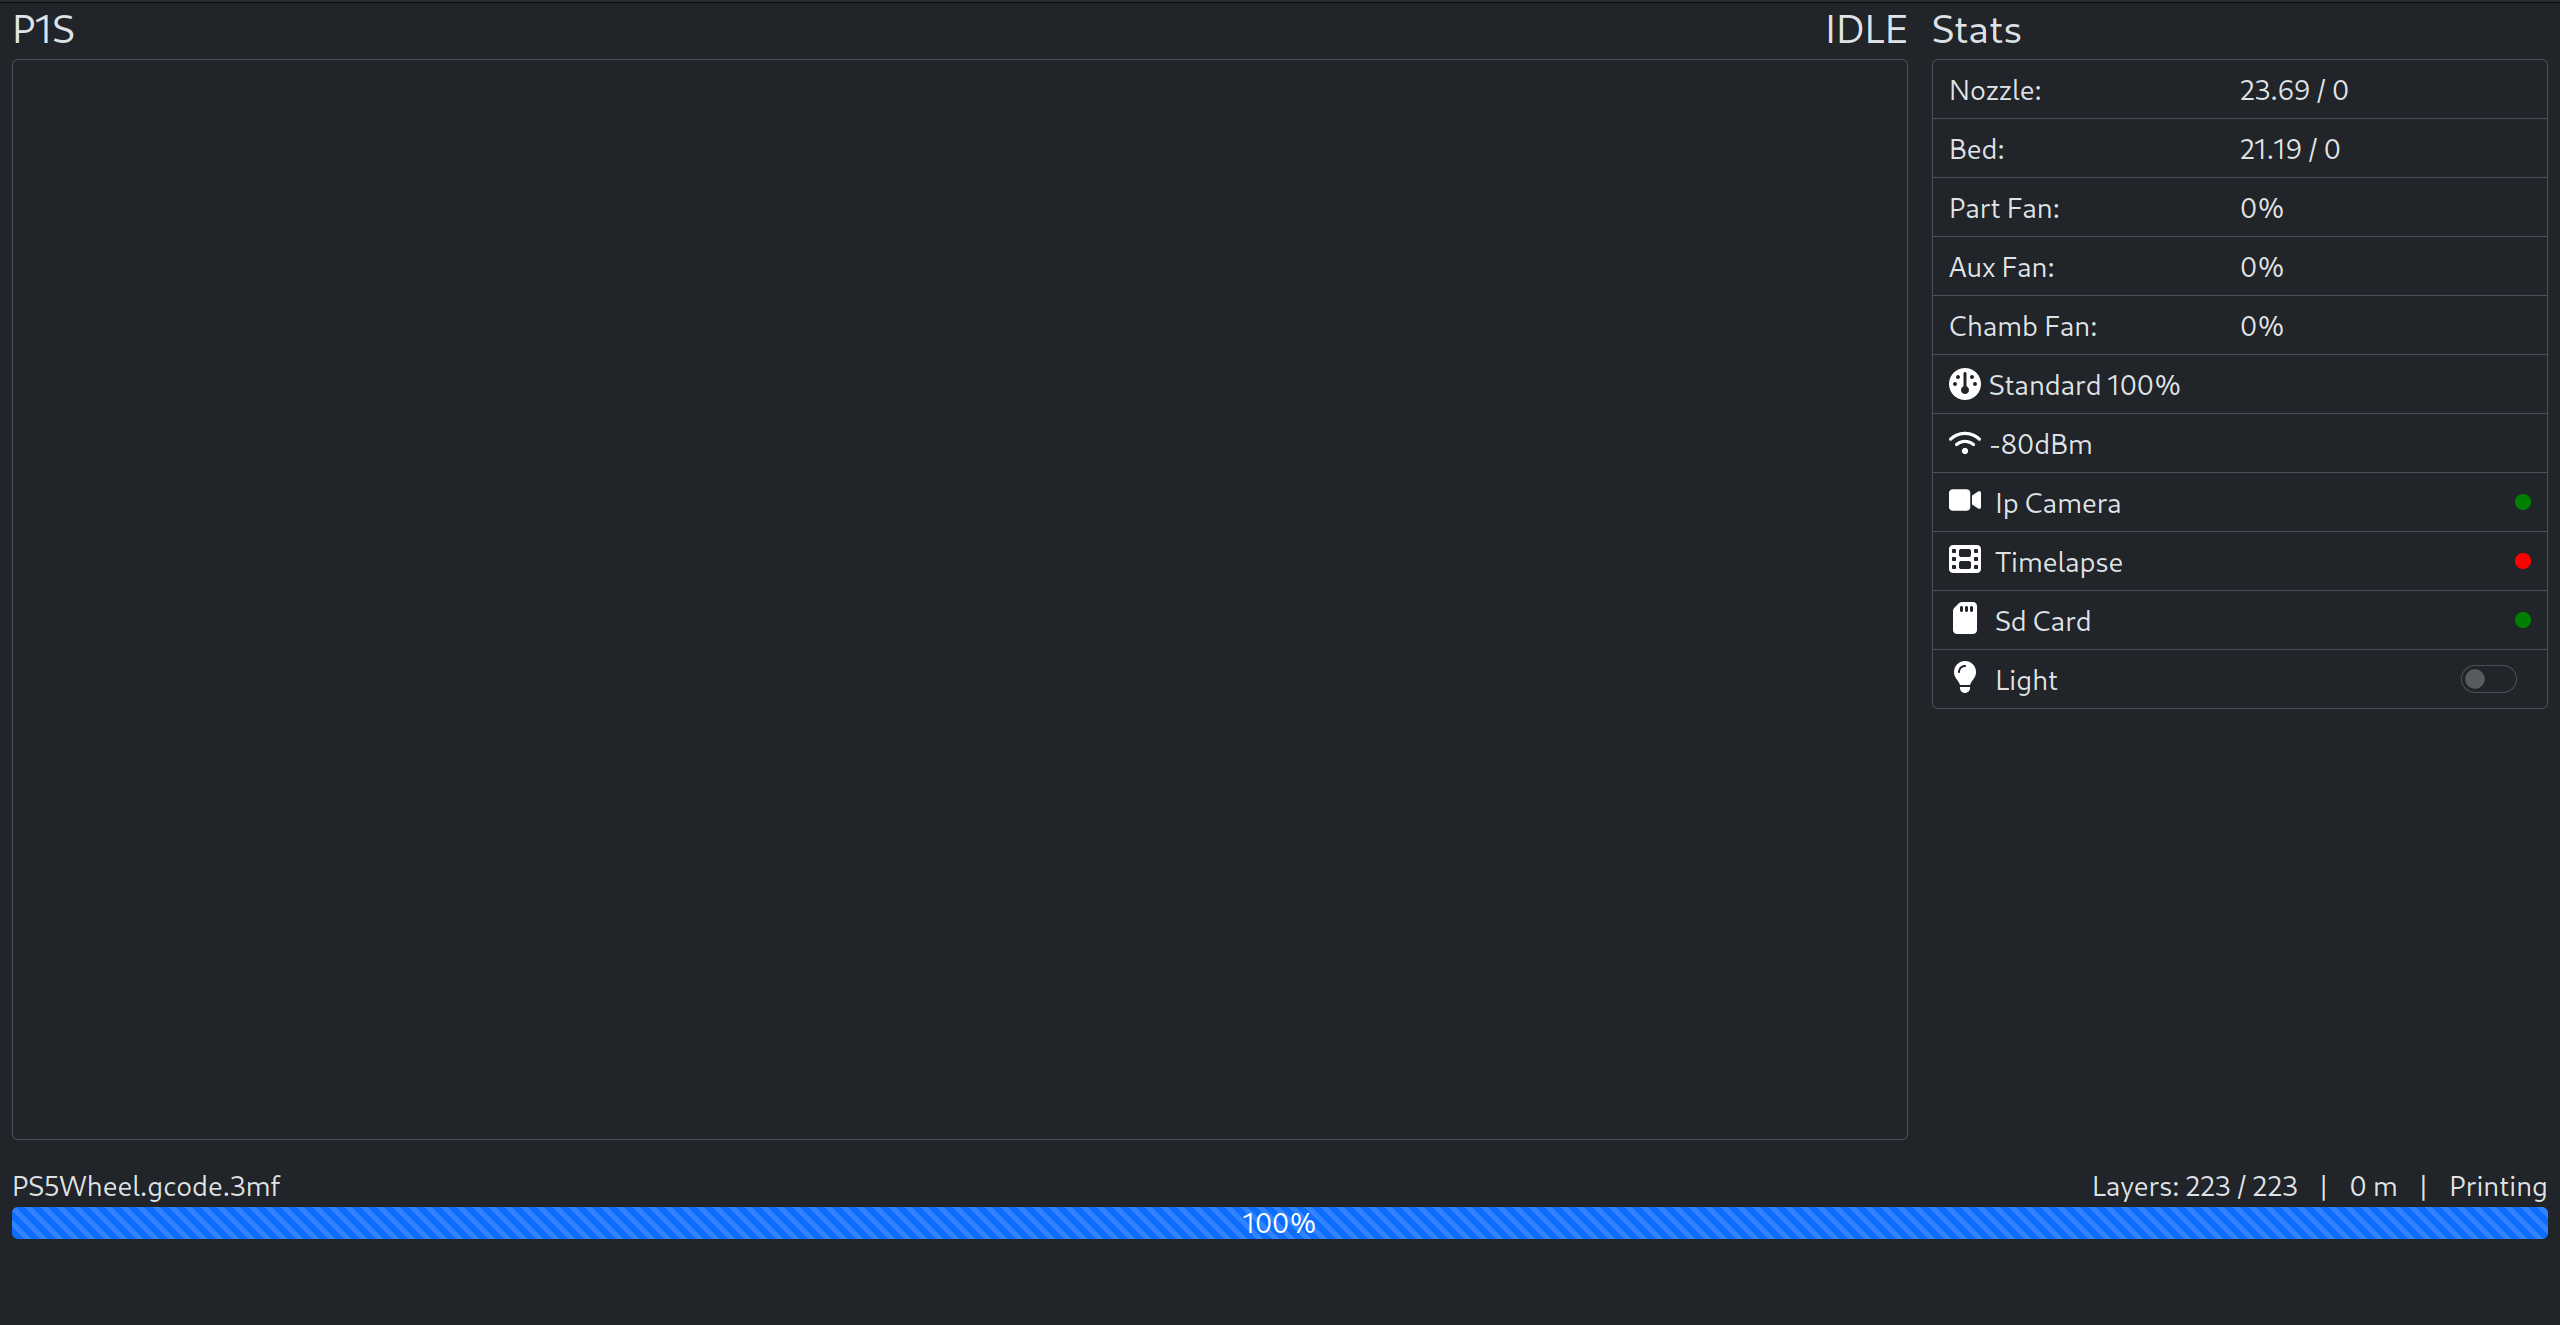 P1S
IDLE
Stats
Nozzle: 23.69 / 0
Bed: 21.19 / 0
Part Fan: 0%
Aux Fan: 0%
Chamb Fan: 0%
Standard 100%
-80dBm
Ip Camera
Timelapse
Sd Card
Light
PS5Wheel.gcode.3mf
Layers: 223 / 223 | 0 m | Printing
100%